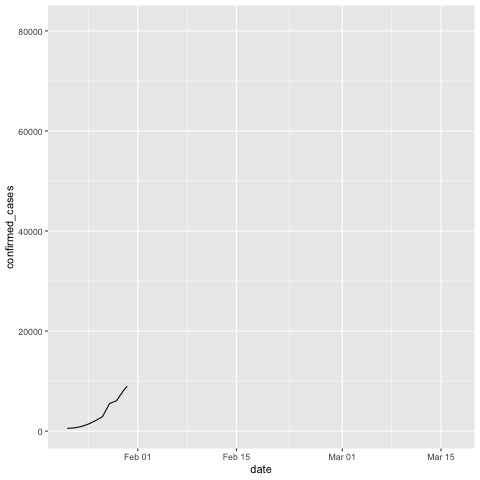 80000
60000
40000
20000
0
confirmed_cases
Feb 01
Feb 15
Mar 01
Mar 15
date